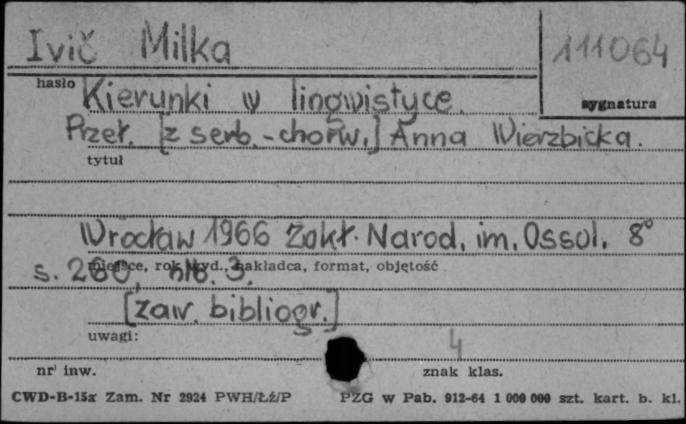 Ivič Milka
111064
hasło
Kierunki w lingwistyce.
sygnatura
Przeł. [z serb.-chorw.] Anna Wierzbicka.
tytuł
Wrocław 1966 Zakł. Narod. im. Ossol. 8°
miejsce, rok wyd., nakładca, format, objętość
s. 260, nlb. 3.
[zaw. bibliogr.]
uwagi:
4
nr inw.
znak klas.
CWD-B-15a Zam. Nr 2924 PWH/Łź/P
PZG w Pab. 912-64 1 000 000 szt. kart. b. kl.